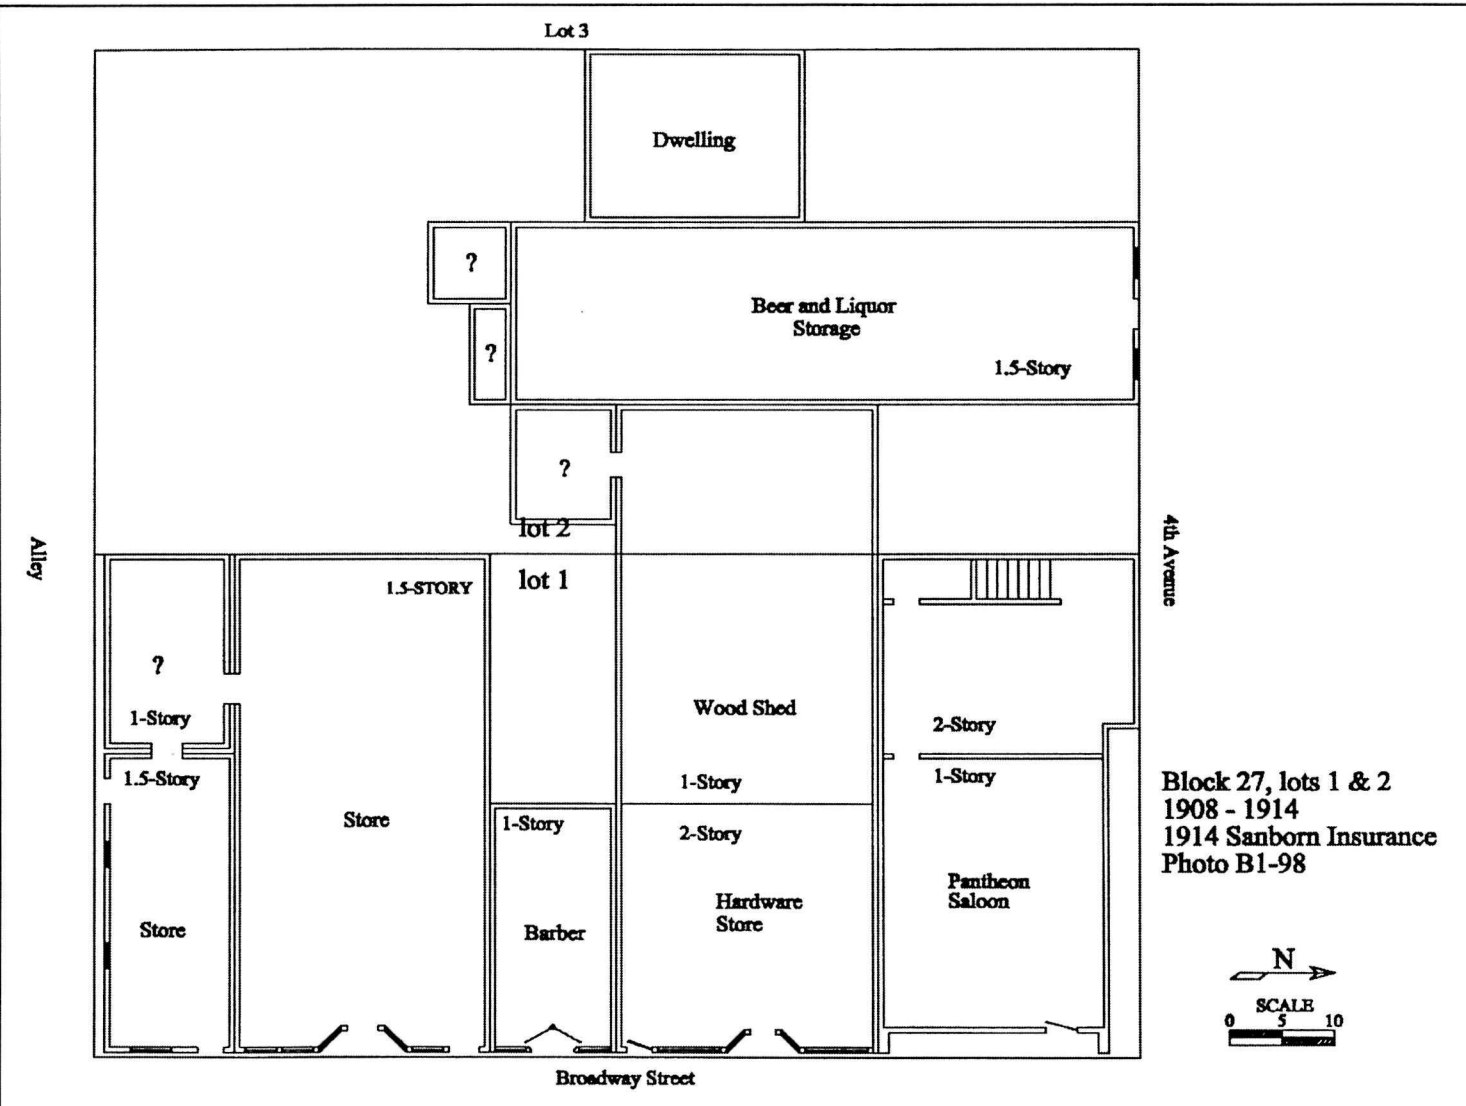 Lot 3
Dwelling
?
Beer and Liquor
Storage
?
1.5-Story
?
lot 2
Alley
4th Avenue
lot 1
1.5-STORY
?
Wood Shed
1-Story
2-Story
1.5-Story
1-Story
1-Story
Store
1-Story
2-Story
Pantheon
Saloon
Hardware
Store
Store
Barber
Block 27, lots 1 & 2
1908 - 1914
1914 Sanborn Insurance
Photo B1-98
N
SCALE
0 5 10
Broadway Street